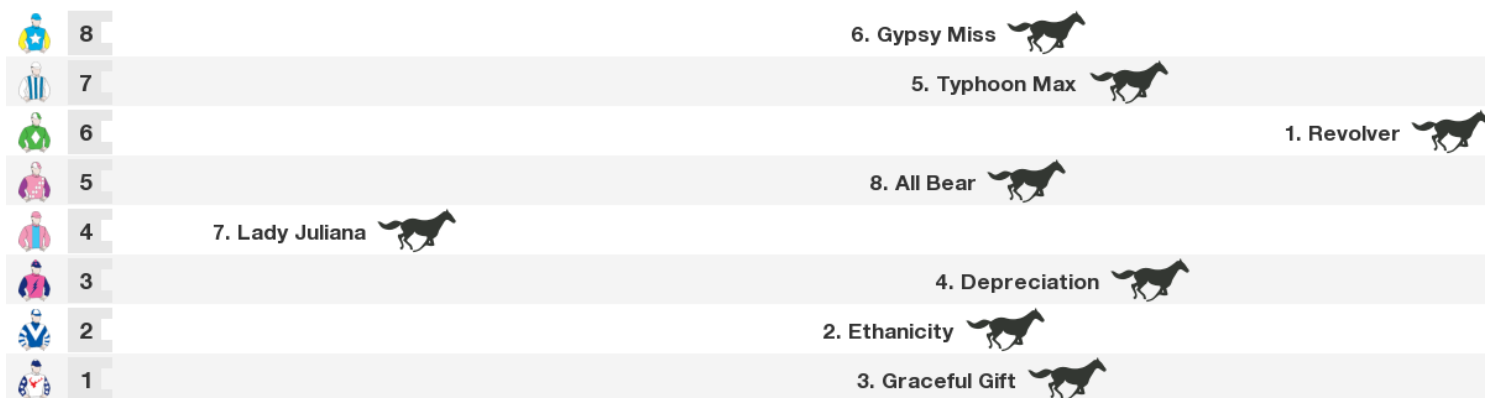 8 6. Gypsy Miss
7 5. Typhoon Max
6 1. Revolver
5 8. All Bear
4 7. Lady Juliana
3 4. Depreciation
2 2. Ethanicity
1 3. Graceful Gift